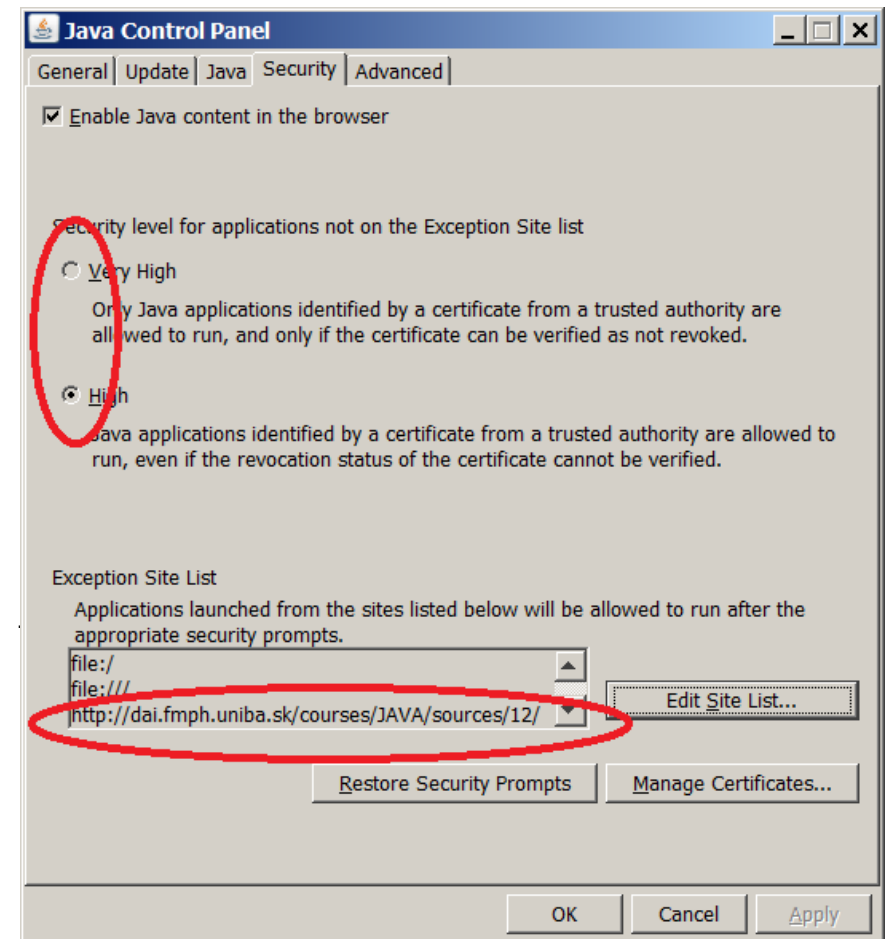 Java Control Panel
General Update Java Security Advanced
Enable Java content in the browser
Security level for applications not on the Exception Site list
Very High
Only Java applications identified by a certificate from a trusted authority are
allowed to run, and only if the certificate can be verified as not revoked.
High
Java applications identified by a certificate from a trusted authority are allowed to
run, even if the revocation status of the certificate cannot be verified.
Exception Site List
Applications launched from the sites listed below will be allowed to run after the
appropriate security prompts.
file:/
file:///
http://dai.fmph.uniba.sk/courses/JAVA/sources/12/
Edit Site List...
Restore Security Prompts Manage Certificates...
OK Cancel Apply